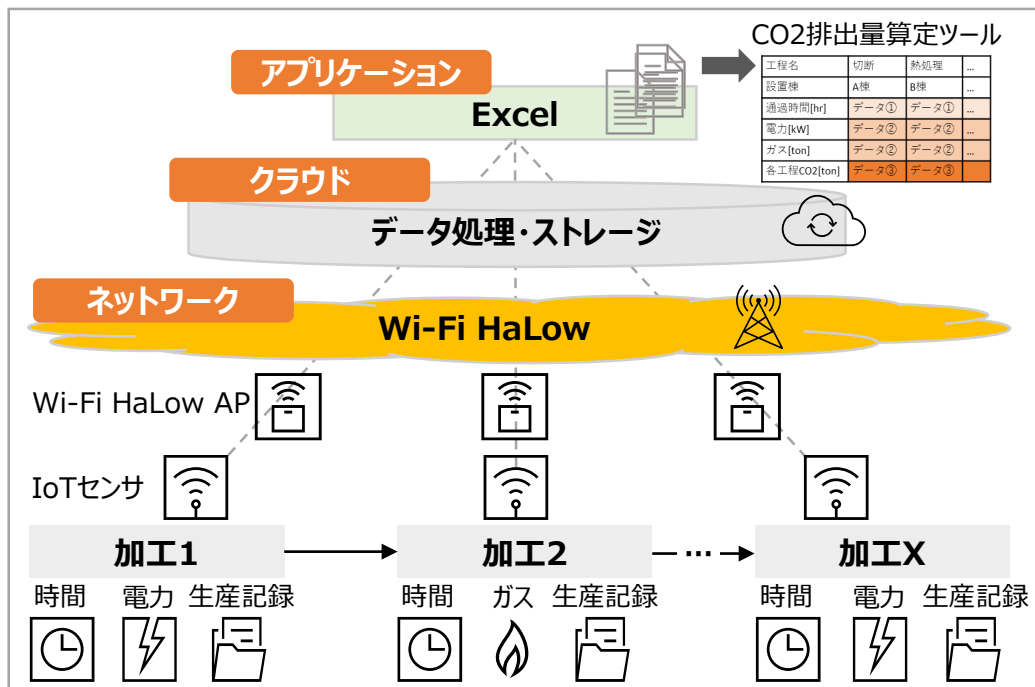 CO2排出量算定ツール
アプリケーション
Excel
工程名 切断 熱処理 ...
設置棟 A棟 B棟 ...
通過時間[hr] データ① データ① ...
電力[kW] データ② データ② ...
ガス[ton] データ② データ② ...
各工程CO2[ton] データ③ データ③
クラウド
データ処理・ストレージ
ネットワーク
Wi-Fi HaLow
Wi-Fi HaLow AP
IoTセンサ
加工1 加工2 ... 加工X
時間 電力 生産記録 時間 ガス 生産記録 時間 電力 生産記録